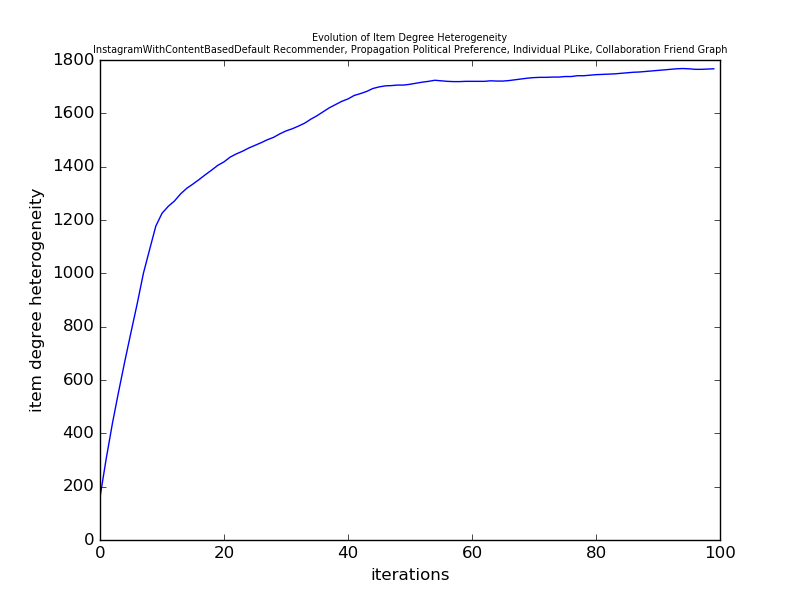 Evolution of Item Degree Heterogeneity
InstagramWithContentBasedDefault Recommender, Propagation Political Preference, Individual PLike, Collaboration Friend Graph
1800
1600
1400
1200
1000
800
600
400
200
0
item degree heterogeneity
0 20 40 60 80 100
iterations